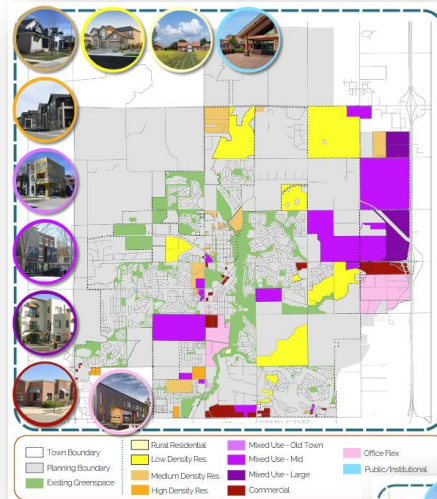 Town Boundary
Planning Boundary
Existing Greenspace
Rural Residential
Low Density Res.
Medium Density Res.
High Density Res.
Mixed Use - Old Town
Mixed Use - Mid
Mixed Use - Large
Commercial
Office Flex
Public/Institutional